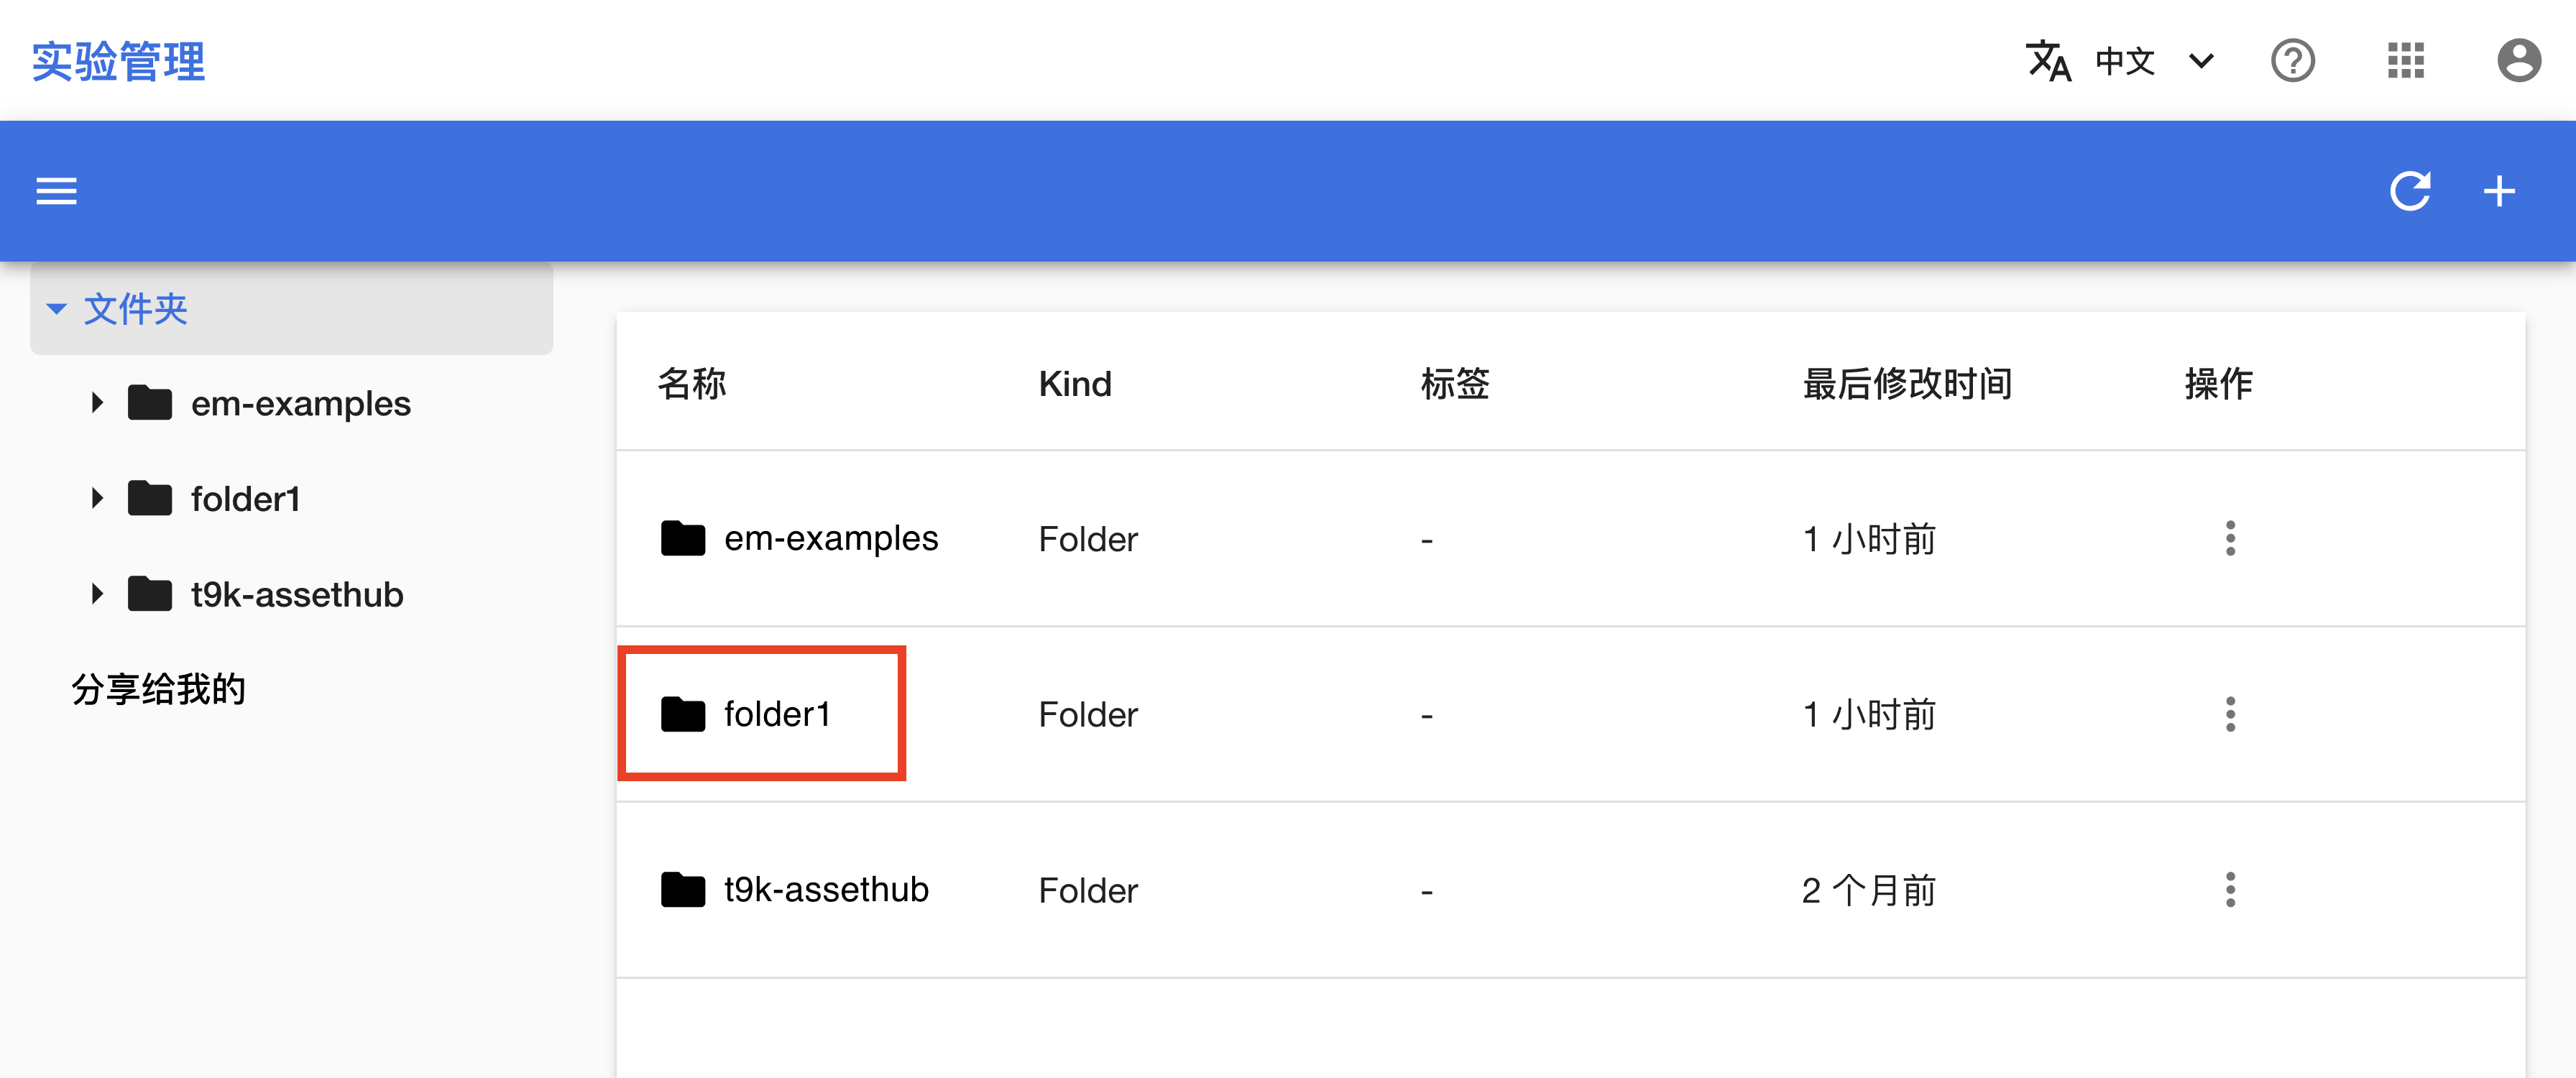 实验管理
中文
文件夹
em-examples
folder1
t9k-assethub
分享给我的
名称 Kind 标签 最后修改时间 操作
em-examples Folder - 1 小时前
folder1 Folder - 1 小时前
t9k-assethub Folder - 2 个月前